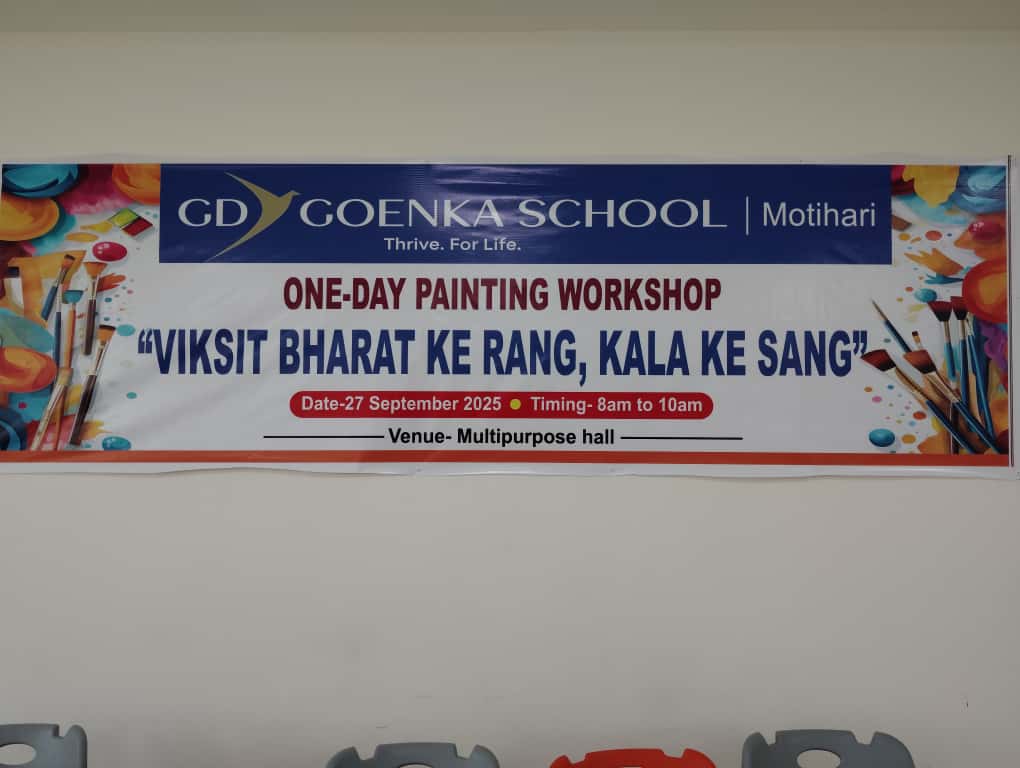 GD GOENKA SCHOOL | Motihari
Thrive. For Life.
ONE-DAY PAINTING WORKSHOP
“VIKSIT BHARAT KE RANG, KALA KE SANG”
Date-27 September 2025 ● Timing- 8am to 10am
Venue- Multipurpose hall